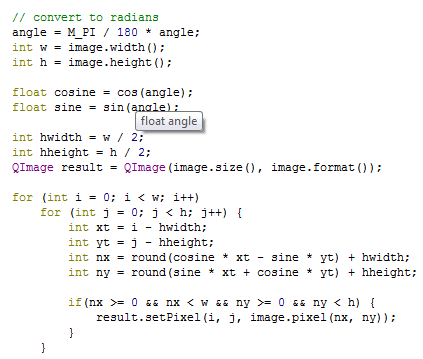 // convert to radians
angle = M_PI / 180 * angle;
int w = image.width();
int h = image.height();

float cosine = cos(angle);
float sine = sin(angle);
float angle
int hwidth = w / 2;
int hheight = h / 2;
QImage result = QImage(image.size(), image.format());

for (int i = 0; i < w; i++)
    for (int j = 0; j < h; j++) {
        int xt = i - hwidth;
        int yt = j - hheight;
        int nx = round(cosine * xt - sine * yt) + hwidth;
        int ny = round(sine * xt + cosine * yt) + hheight;

        if(nx >= 0 && nx < w && ny >= 0 && ny < h) {
            result.setPixel(i, j, image.pixel(nx, ny));
        }
    }